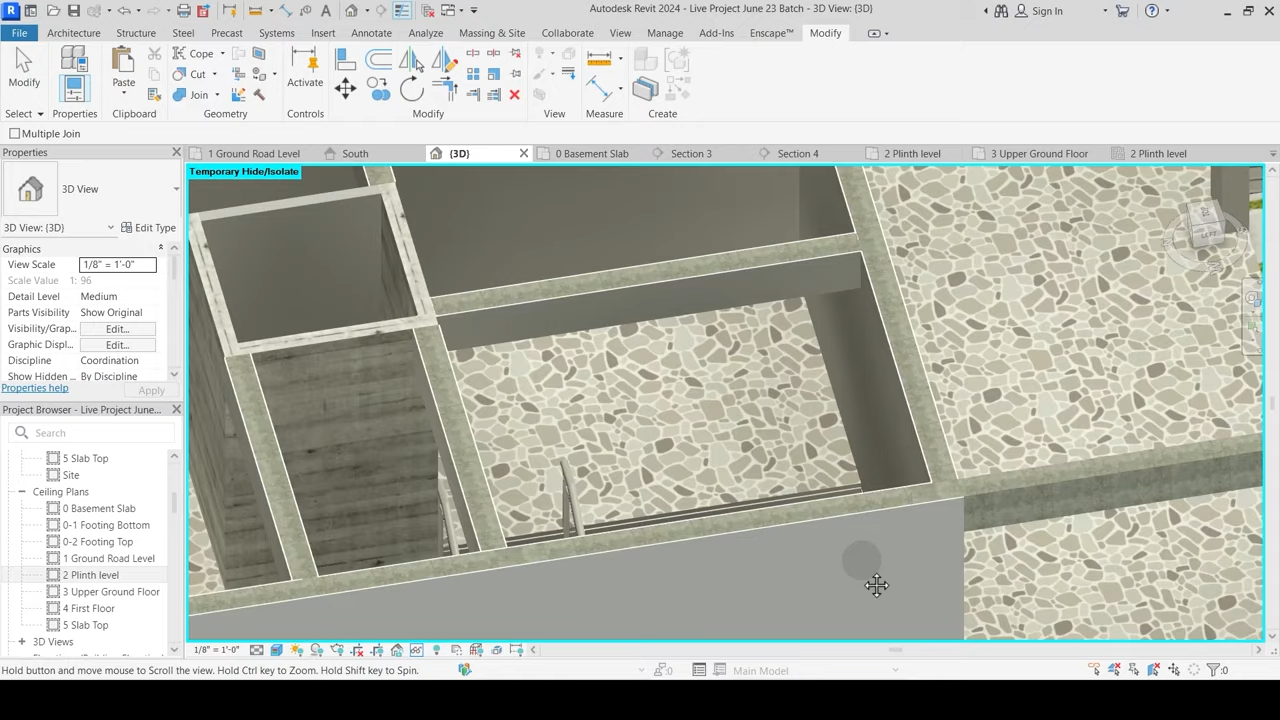 Autodesk Revit 2024 - Live Project June 23 Batch - 3D View: {3D}
Sign In
File Architecture Structure Steel Precast Systems Insert Annotate Analyze Massing & Site Collaborate View Manage Add-Ins Enscape™ Modify
Modify Paste Cope Cut Join Activate
Select Properties Clipboard Geometry Controls Modify View Measure Create
Multiple Join
Properties
1 Ground Road Level South {3D} 0 Basement Slab Section 3 Section 4 2 Plinth level 3 Upper Ground Floor 2 Plinth level
Temporary Hide/Isolate
3D View
3D View: {3D} Edit Type
Graphics
View Scale 1/8" = 1'-0"
Scale Value 1: 96
Detail Level Medium
Parts Visibility Show Original
Visibility/Grap... Edit...
Graphic Displ... Edit...
Discipline Coordination
Show Hidden ... By Discipline
Properties help Apply
Project Browser - Live Project June...
Search
5 Slab Top
Site
Ceiling Plans
0 Basement Slab
0-1 Footing Bottom
0-2 Footing Top
1 Ground Road Level
2 Plinth level
3 Upper Ground Floor
4 First Floor
5 Slab Top
3D Views
LEFT
1/8" = 1'-0"
Hold button and move mouse to Scroll the view. Hold Ctrl key to Zoom. Hold Shift key to Spin.
:0 Main Model :0